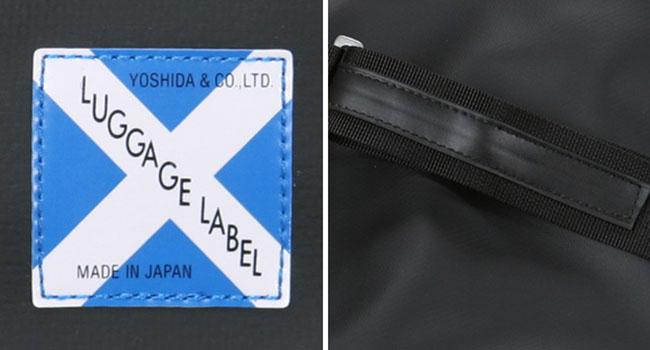 YOSHIDA & CO.,LTD.
LUGGAGE LABEL
MADE IN JAPAN